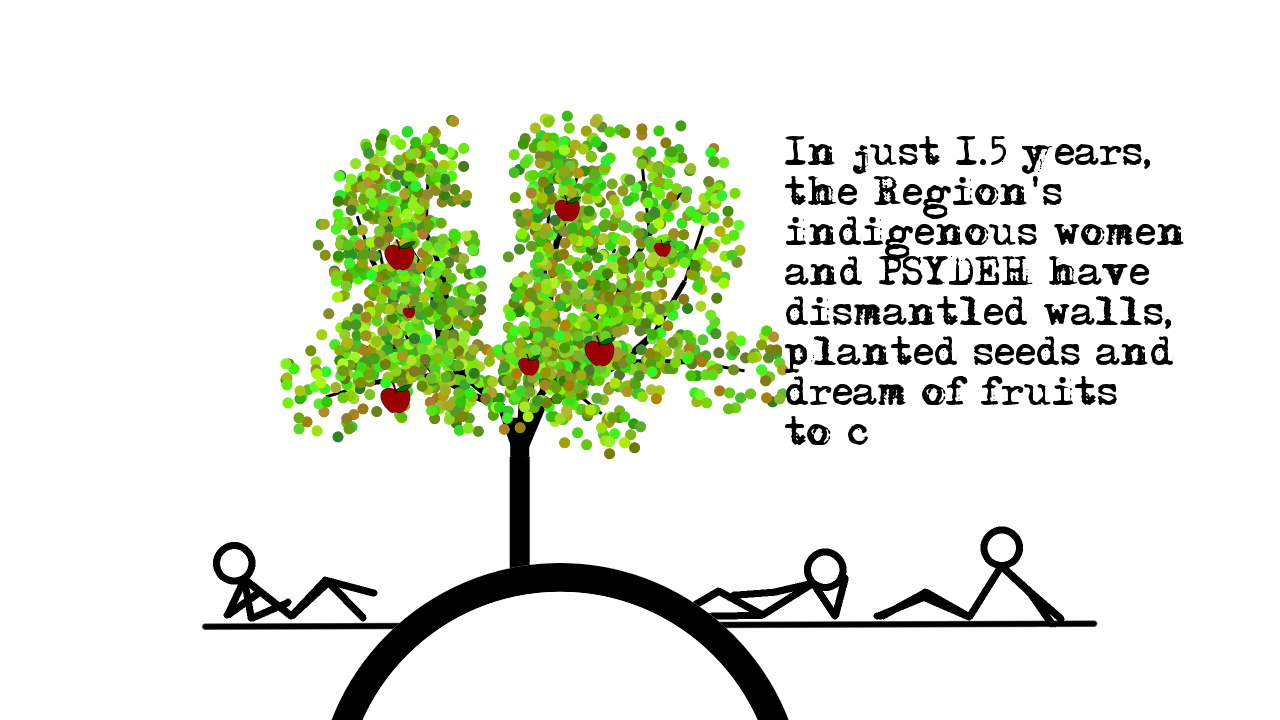 In just 1.5 years,
the Region's
indigenous women
and PSYDEH have
dismantled walls,
planted seeds and
dream of fruits
to c